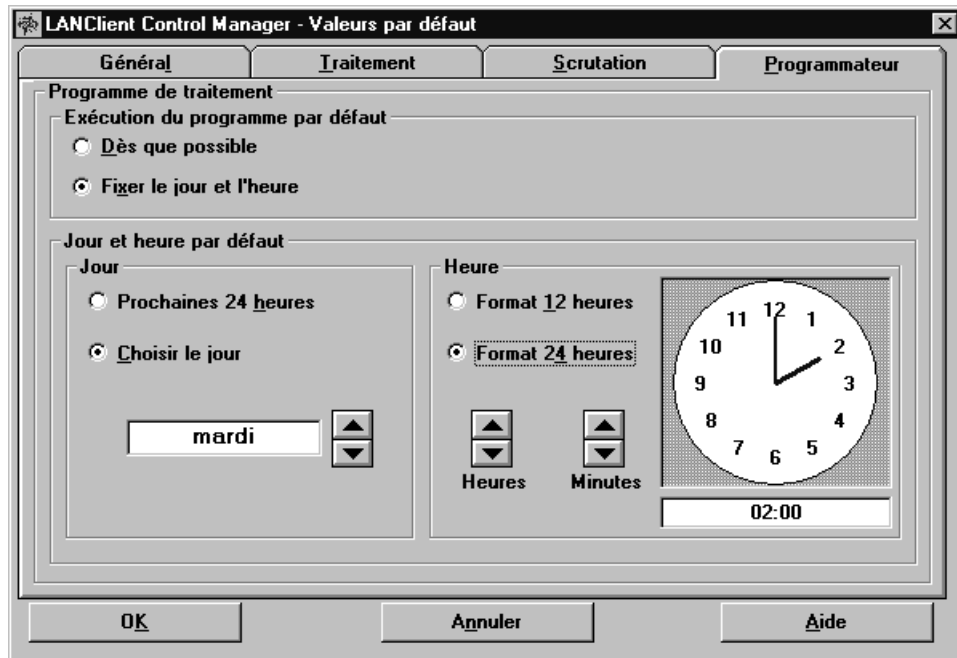 LANClient Control Manager - Valeurs par défaut
Général Traitement Scrutation Programmateur
Programme de traitement
Exécution du programme par défaut
Dès que possible
Fixer le jour et l'heure
Jour et heure par défaut
Jour
Prochaines 24 heures
Choisir le jour
mardi
Heure
Format 12 heures
Format 24 heures
Heures Minutes
12
11 1
10 2
9 3
8 4
7 5
6
02:00
OK Annuler Aide